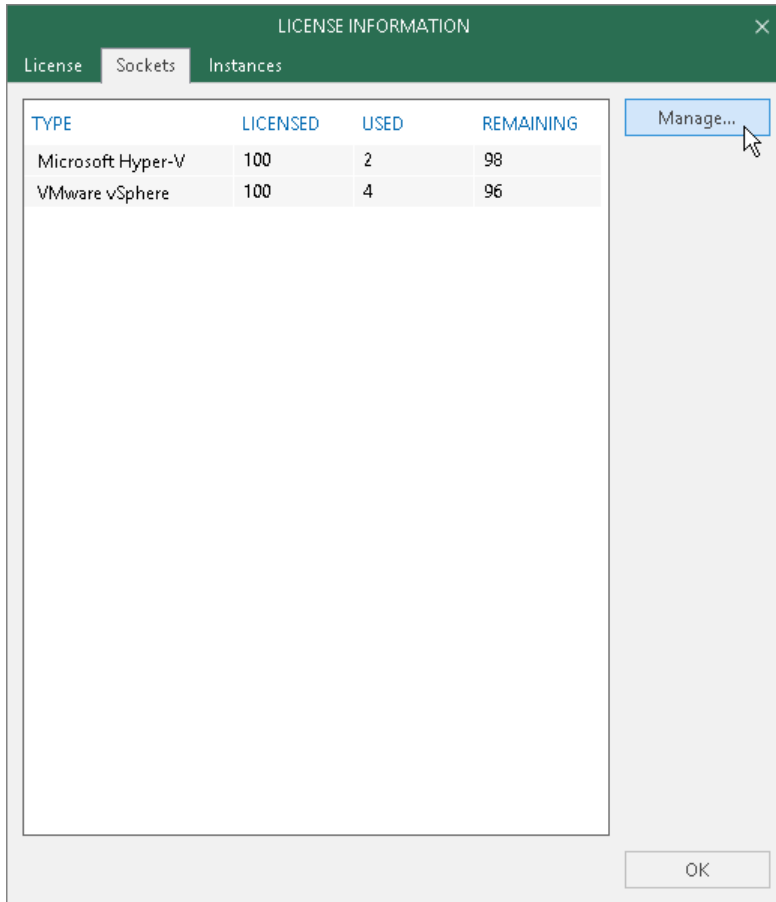 LICENSE INFORMATION
License Sockets Instances
TYPE LICENSED USED REMAINING Manage...
Microsoft Hyper-V 100 2 98
VMware vSphere 100 4 96
OK